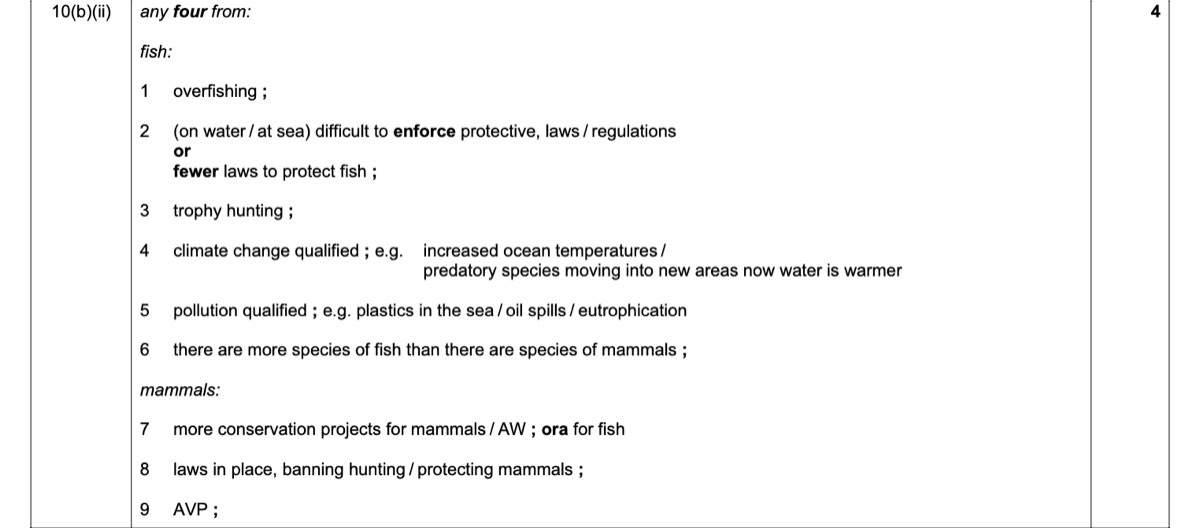 10(b)(ii) any four from: 4
fish:
1 overfishing ;
2 (on water / at sea) difficult to enforce protective, laws / regulations
or
fewer laws to protect fish ;
3 trophy hunting ;
4 climate change qualified ; e.g. increased ocean temperatures /
predatory species moving into new areas now water is warmer
5 pollution qualified ; e.g. plastics in the sea / oil spills / eutrophication
6 there are more species of fish than there are species of mammals ;
mammals:
7 more conservation projects for mammals / AW ; ora for fish
8 laws in place, banning hunting / protecting mammals ;
9 AVP ;